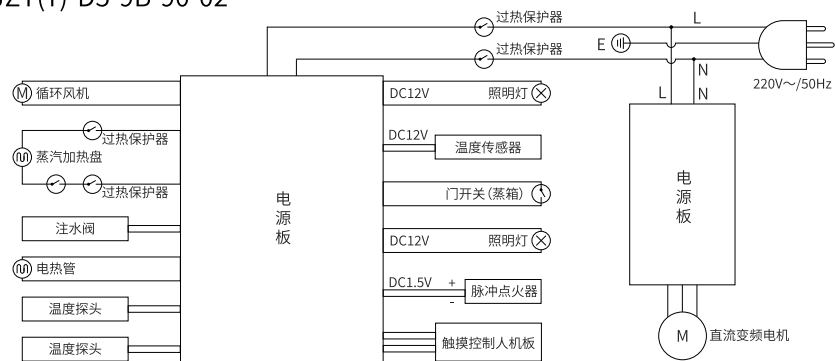 过热保护器
L
E
过热保护器
N
220V～/50Hz
M 循环风机
DC12V 照明灯
L N
过热保护器
DC12V
温度传感器
蒸汽加热盘
过热保护器
门开关(蒸箱)
电源板
电源板
注水阀
DC12V 照明灯
电热管
DC1.5V + -
脉冲点火器
温度探头
M 直流变频电机
温度探头
触摸控制人机板